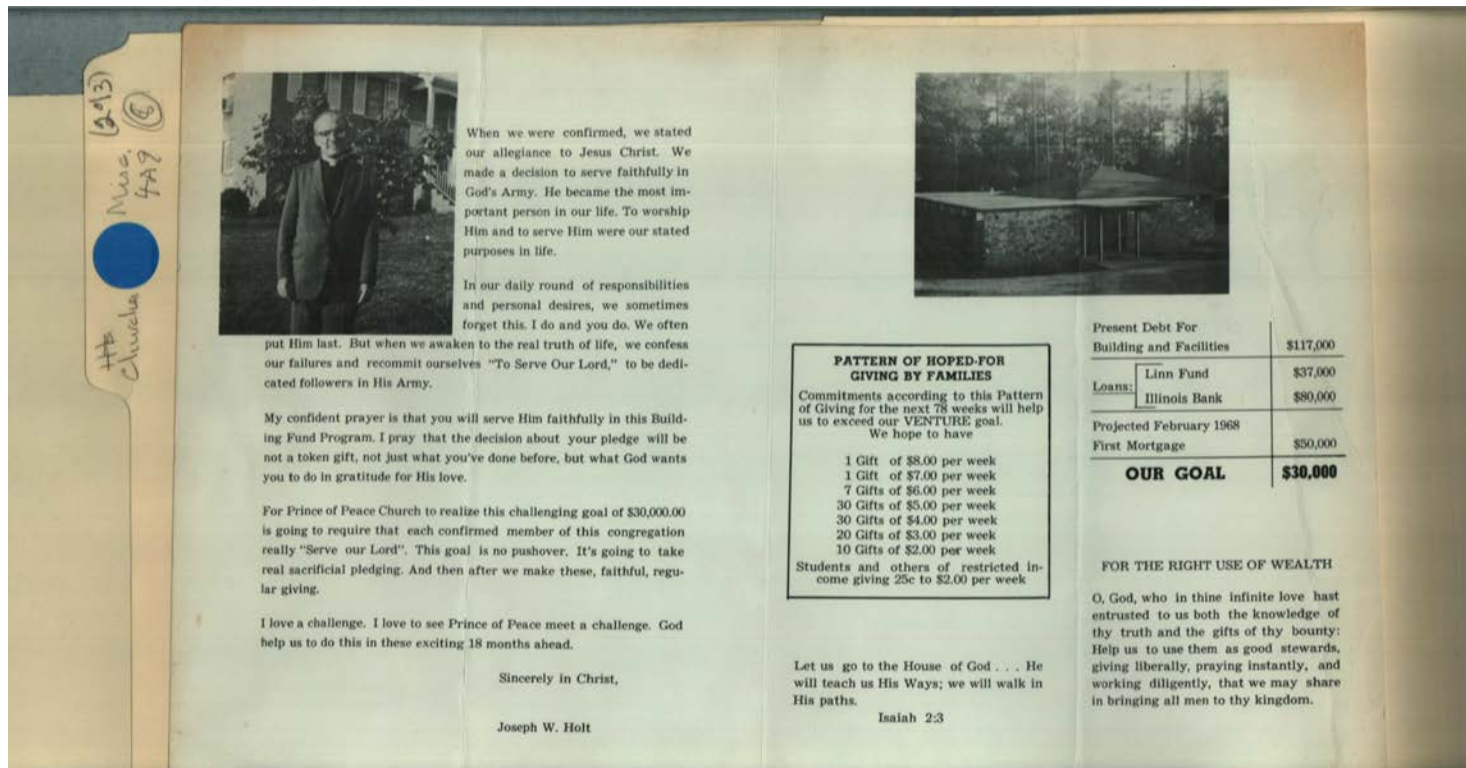 (2/3)
Misc.
4A9
8
Churches
When we were confirmed, we stated
our allegiance to Jesus Christ. We
made a decision to serve faithfully in
God's Army. He became the most im-
portant person in our life. To worship
Him and to serve Him were our stated
purposes in life.
In our daily round of responsibilities
and personal desires, we sometimes
forget this. I do and you do. We often
put Him last. But when we awaken to the real truth of life, we confess
our failures and recommit ourselves "To Serve Our Lord," to be dedi-
cated followers in His Army.
My confident prayer is that you will serve Him faithfully in this Build-
ing Fund Program. I pray that the decision about your pledge will be
not a token gift, not just what you've done before, but what God wants
you to do in gratitude for His love.
For Prince of Peace Church to realize this challenging goal of $30,000.00
is going to require that each confirmed member of this congregation
really "Serve our Lord". This goal is no pushover. It's going to take
real sacrificial pledging. And then after we make these, faithful, regu-
lar giving.
I love a challenge. I love to see Prince of Peace meet a challenge. God
help us to do this in these exciting 18 months ahead.
Sincerely in Christ,
Joseph W. Holt
PATTERN OF HOPED-FOR
GIVING BY FAMILIES
Commitments according to this Pattern
of Giving for the next 78 weeks will help
us to exceed our VENTURE goal.
We hope to have
1 Gift of $8.00 per week
1 Gift of $7.00 per week
7 Gifts of $6.00 per week
30 Gifts of $5.00 per week
30 Gifts of $4.00 per week
20 Gifts of $3.00 per week
10 Gifts of $2.00 per week
Students and others of restricted in-
come giving 25c to $2.00 per week
Let us go to the House of God . . . He
will teach us His Ways; we will walk in
His paths.
Isaiah 2:3
Present Debt For
Building and Facilities $117,000
Loans: Linn Fund $37,000
Illinois Bank $80,000
Projected February 1968
First Mortgage $50,000
OUR GOAL $30,000
FOR THE RIGHT USE OF WEALTH
O, God, who in thine infinite love hast
entrusted to us both the knowledge of
thy truth and the gifts of thy bounty:
Help us to use them as good stewards,
giving liberally, praying instantly, and
working diligently, that we may share
in bringing all men to thy kingdom.